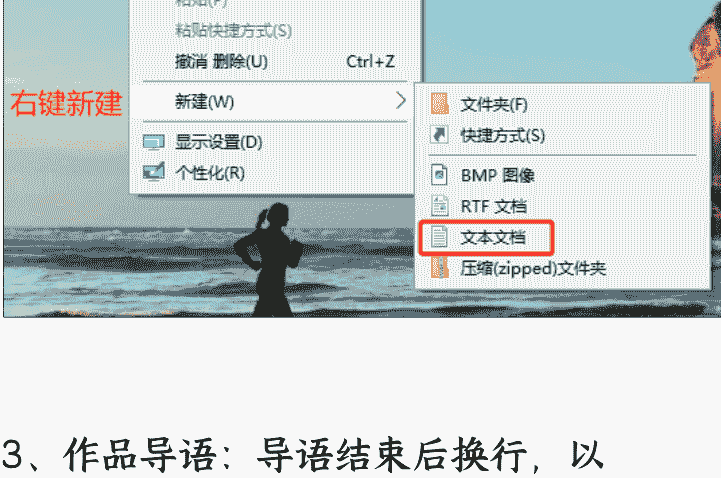 粘贴(P)
粘贴快捷方式(S)
撤消 删除(U) Ctrl+Z
右键新建
新建(W)
文件夹(F)
快捷方式(S)
显示设置(D)
个性化(R)
BMP 图像
RTF 文档
文本文档
压缩(zipped)文件夹
3、作品导语：导语结束后换行，以